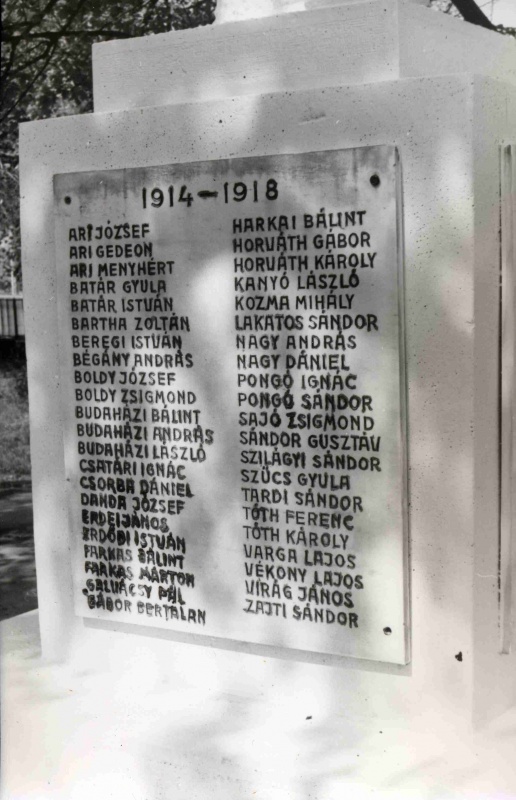 1914-1918
ARI JÓZSEF
ARI GEDEON
ARI MENYHÉRT
BATÁR GYULA
BATÁR ISTVÁN
BARTHA ZOLTÁN
BEREGI ISTVÁN
BÉGÁNY ANDRÁS
BOLDY JÓZSEF
BOLDY ZSIGMOND
BUDAHÁZI BÁLINT
BUDAHÁZI ANDRÁS
BUDAHÁZI LÁSZLÓ
CSATÁRI IGNÁC
CSORBA DÁNIEL
DANDA JÓZSEF
ERDEI JÁNOS
ERDŐDI ISTVÁN
FARKAS BÁLINT
FARKAS MÁRTON
GALVÁCSY PÁL
GÁBOR BERTALAN
HARKAI BÁLINT
HORVÁTH GÁBOR
HORVÁTH KÁROLY
KANYÓ LÁSZLÓ
KOZMA MIHÁLY
LAKATOS SÁNDOR
NAGY ANDRÁS
NAGY DÁNIEL
PONGÓ IGNÁC
PONGÓ SÁNDOR
SAJÓ ZSIGMOND
SÁNDOR GUSZTÁV
SZILÁGYI SÁNDOR
SZŰCS GYULA
TARDI SÁNDOR
TÓTH FERENC
TÓTH KÁROLY
VARGA LAJOS
VÉKONY LAJOS
VIRÁG JÁNOS
ZAJTI SÁNDOR